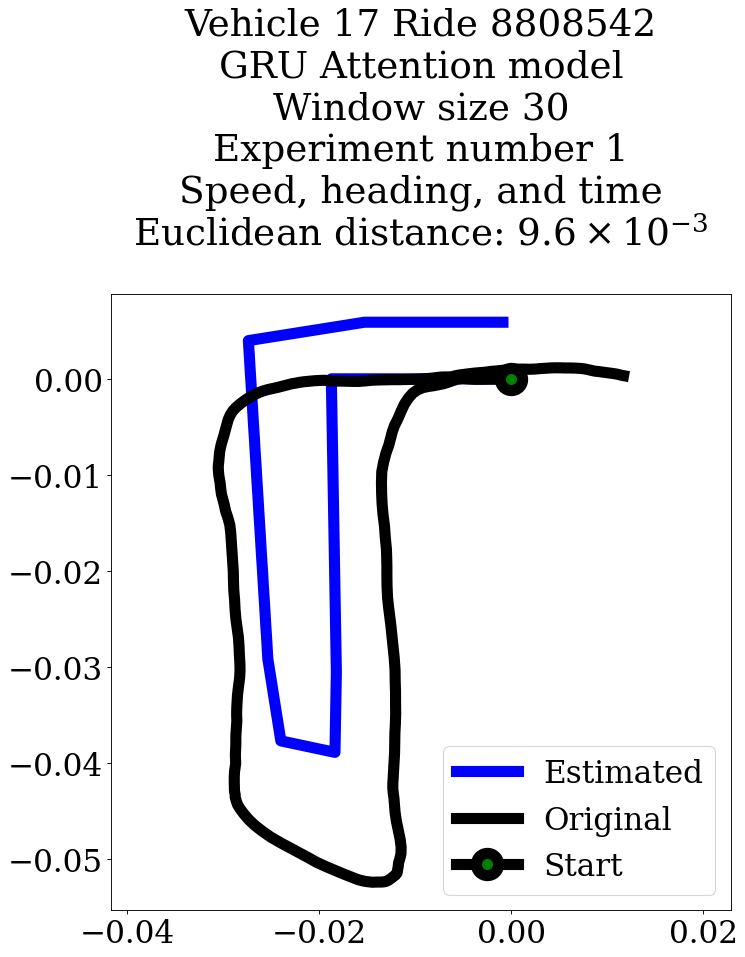 Vehicle 17 Ride 8808542
GRU Attention model
Window size 30
Experiment number 1
Speed, heading, and time
Euclidean distance: 9.6 × 10⁻³
0.00
−0.01
−0.02
−0.03
−0.04
−0.05
Estimated
Original
Start
−0.04
−0.02
0.00
0.02